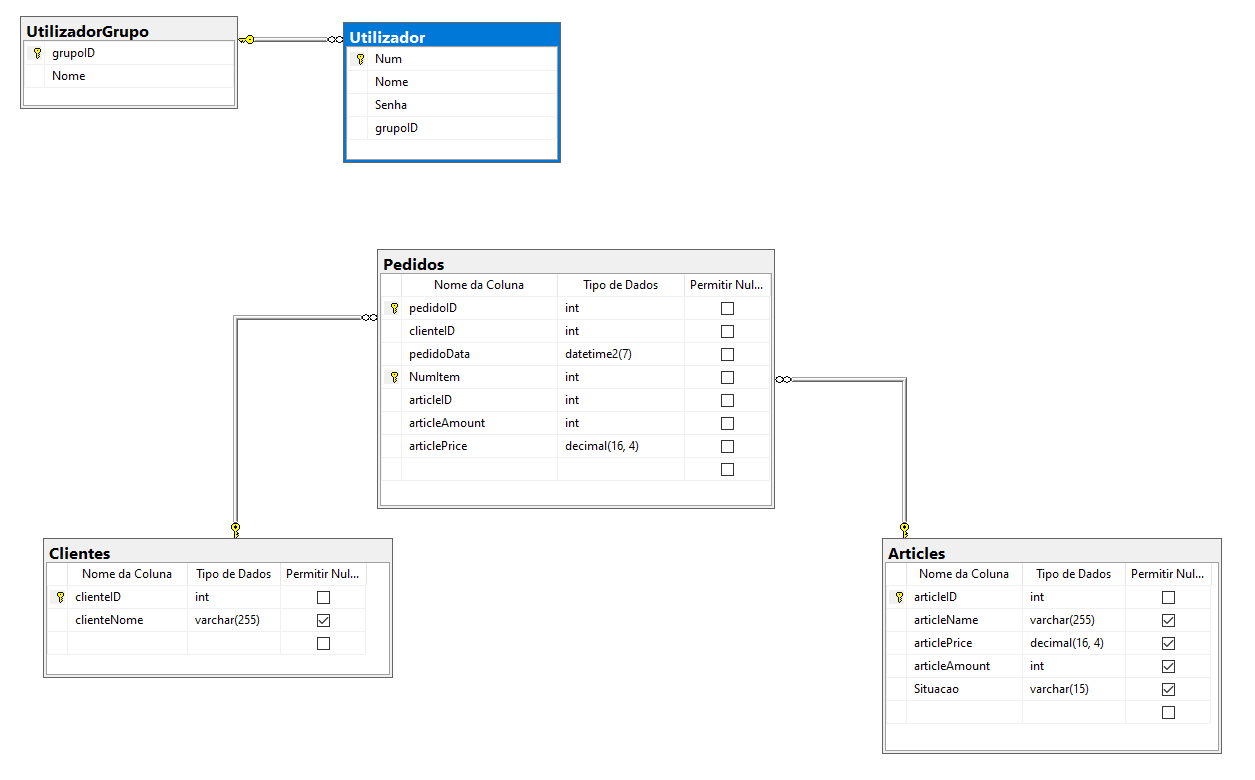 UtilizadorGrupo
grupoID
Nome
Utilizador
Num
Nome
Senha
grupoID
Pedidos
Nome da Coluna Tipo de Dados Permitir Nul...
pedidoID int
clienteID int
pedidoData datetime2(7)
NumItem int
articleID int
articleAmount int
articlePrice decimal(16, 4)
Clientes
Nome da Coluna Tipo de Dados Permitir Nul...
clienteID int
clienteNome varchar(255)
Articles
Nome da Coluna Tipo de Dados Permitir Nul...
articleID int
articleName varchar(255)
articlePrice decimal(16, 4)
articleAmount int
Situacao varchar(15)